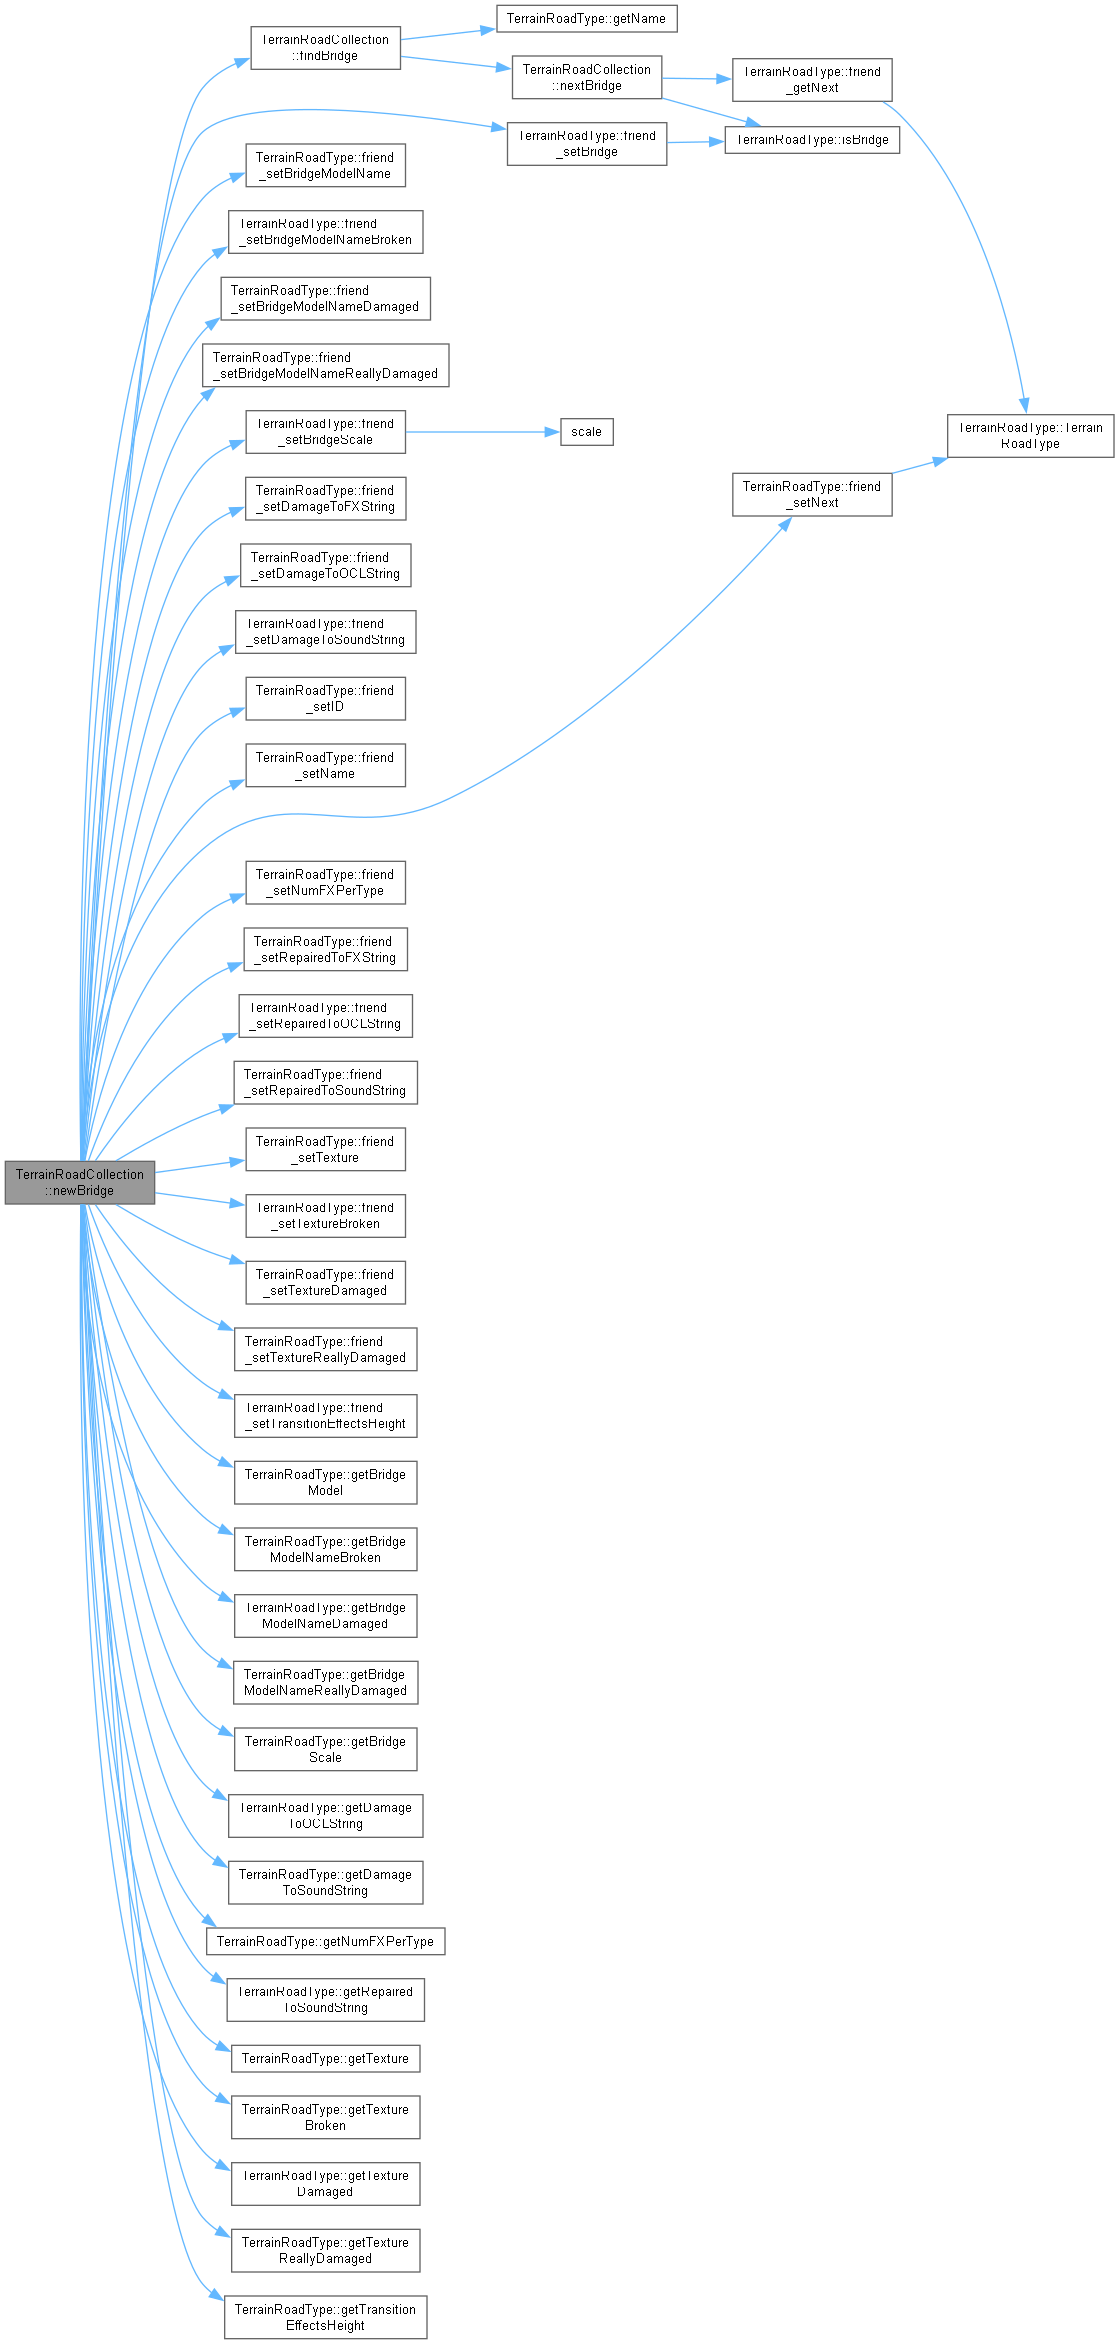 TerrainRoadCollection
::findBridge
TerrainRoadType::getName
TerrainRoadCollection
::nextBridge
TerrainRoadType::friend
_getNext
TerrainRoadType::friend
_setBridge
TerrainRoadType::isBridge
TerrainRoadType::friend
_setBridgeModelName
TerrainRoadType::friend
_setBridgeModelNameBroken
TerrainRoadType::friend
_setBridgeModelNameDamaged
TerrainRoadType::friend
_setBridgeModelNameReallyDamaged
TerrainRoadType::friend
_setBridgeScale
scale
TerrainRoadType::Terrain
RoadType
TerrainRoadType::friend
_setDamageToFXString
TerrainRoadType::friend
_setNext
TerrainRoadType::friend
_setDamageToOCLString
TerrainRoadType::friend
_setDamageToSoundString
TerrainRoadType::friend
_setID
TerrainRoadType::friend
_setName
TerrainRoadType::friend
_setNumFXPerType
TerrainRoadType::friend
_setRepairedToFXString
TerrainRoadType::friend
_setRepairedToOCLString
TerrainRoadType::friend
_setRepairedToSoundString
TerrainRoadType::friend
_setTexture
TerrainRoadCollection
::newBridge
TerrainRoadType::friend
_setTextureBroken
TerrainRoadType::friend
_setTextureDamaged
TerrainRoadType::friend
_setTextureReallyDamaged
TerrainRoadType::friend
_setTransitionEffectsHeight
TerrainRoadType::getBridge
Model
TerrainRoadType::getBridge
ModelNameBroken
TerrainRoadType::getBridge
ModelNameDamaged
TerrainRoadType::getBridge
ModelNameReallyDamaged
TerrainRoadType::getBridge
Scale
TerrainRoadType::getDamage
ToOCLString
TerrainRoadType::getDamage
ToSoundString
TerrainRoadType::getNumFXPerType
TerrainRoadType::getRepaired
ToSoundString
TerrainRoadType::getTexture
TerrainRoadType::getTexture
Broken
TerrainRoadType::getTexture
Damaged
TerrainRoadType::getTexture
ReallyDamaged
TerrainRoadType::getTransition
EffectsHeight